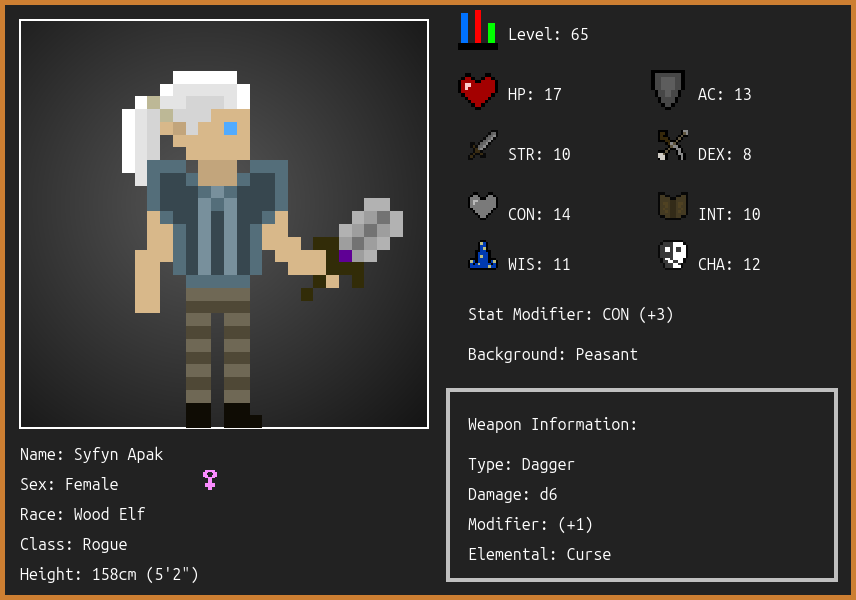 Level: 65
HP: 17
AC: 13
STR: 10
DEX: 8
CON: 14
INT: 10
WIS: 11
CHA: 12
Stat Modifier: CON (+3)
Background: Peasant
Weapon Information:
Type: Dagger
Damage: d6
Modifier: (+1)
Elemental: Curse
Name: Syfyn Apak
Sex: Female
Race: Wood Elf
Class: Rogue
Height: 158cm (5'2")